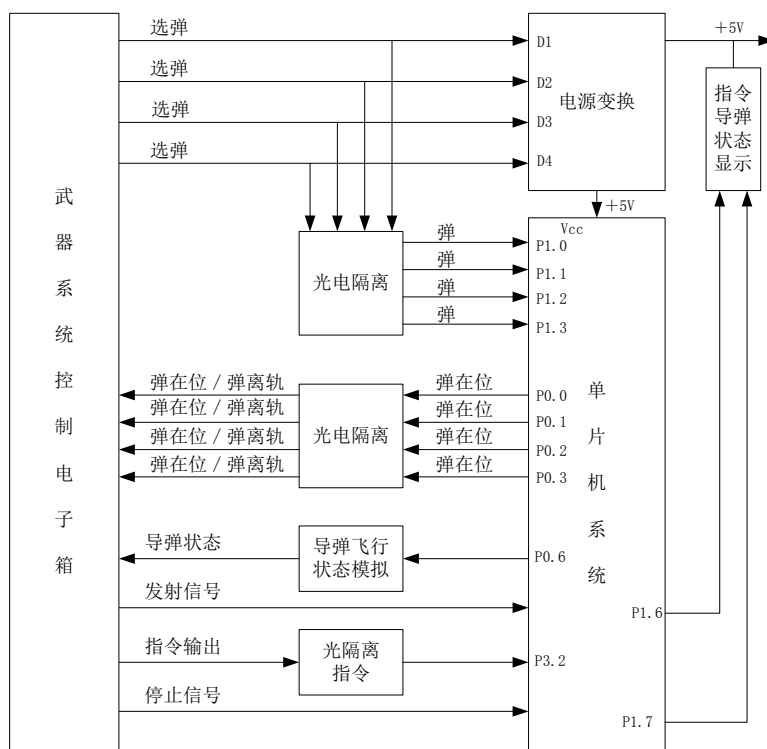 选弹
选弹
选弹
选弹
D1
D2
D3
D4
电源变换
+5V
指令
导弹
状态
显示
+5V
武器系统控制电子箱
光电隔离
弹
弹
弹
弹
Vcc
P1.0
P1.1
P1.2
P1.3
弹在位/弹离轨
弹在位/弹离轨
弹在位/弹离轨
弹在位/弹离轨
光电隔离
弹在位
弹在位
弹在位
弹在位
P0.0
P0.1
P0.2
P0.3
单片机系统
导弹状态
导弹飞行
状态模拟
P0.6
发射信号
P1.6
指令输出
光隔离
指令
P3.2
停止信号
P1.7